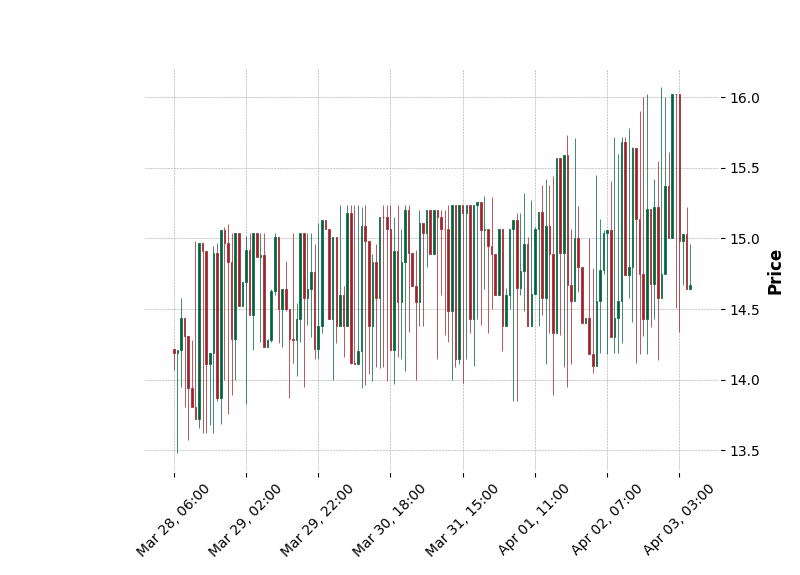 16.0
15.5
15.0
14.5
14.0
13.5
Price
Mar 28, 06:00
Mar 29, 02:00
Mar 29, 22:00
Mar 30, 18:00
Mar 31, 15:00
Apr 01, 11:00
Apr 02, 07:00
Apr 03, 03:00